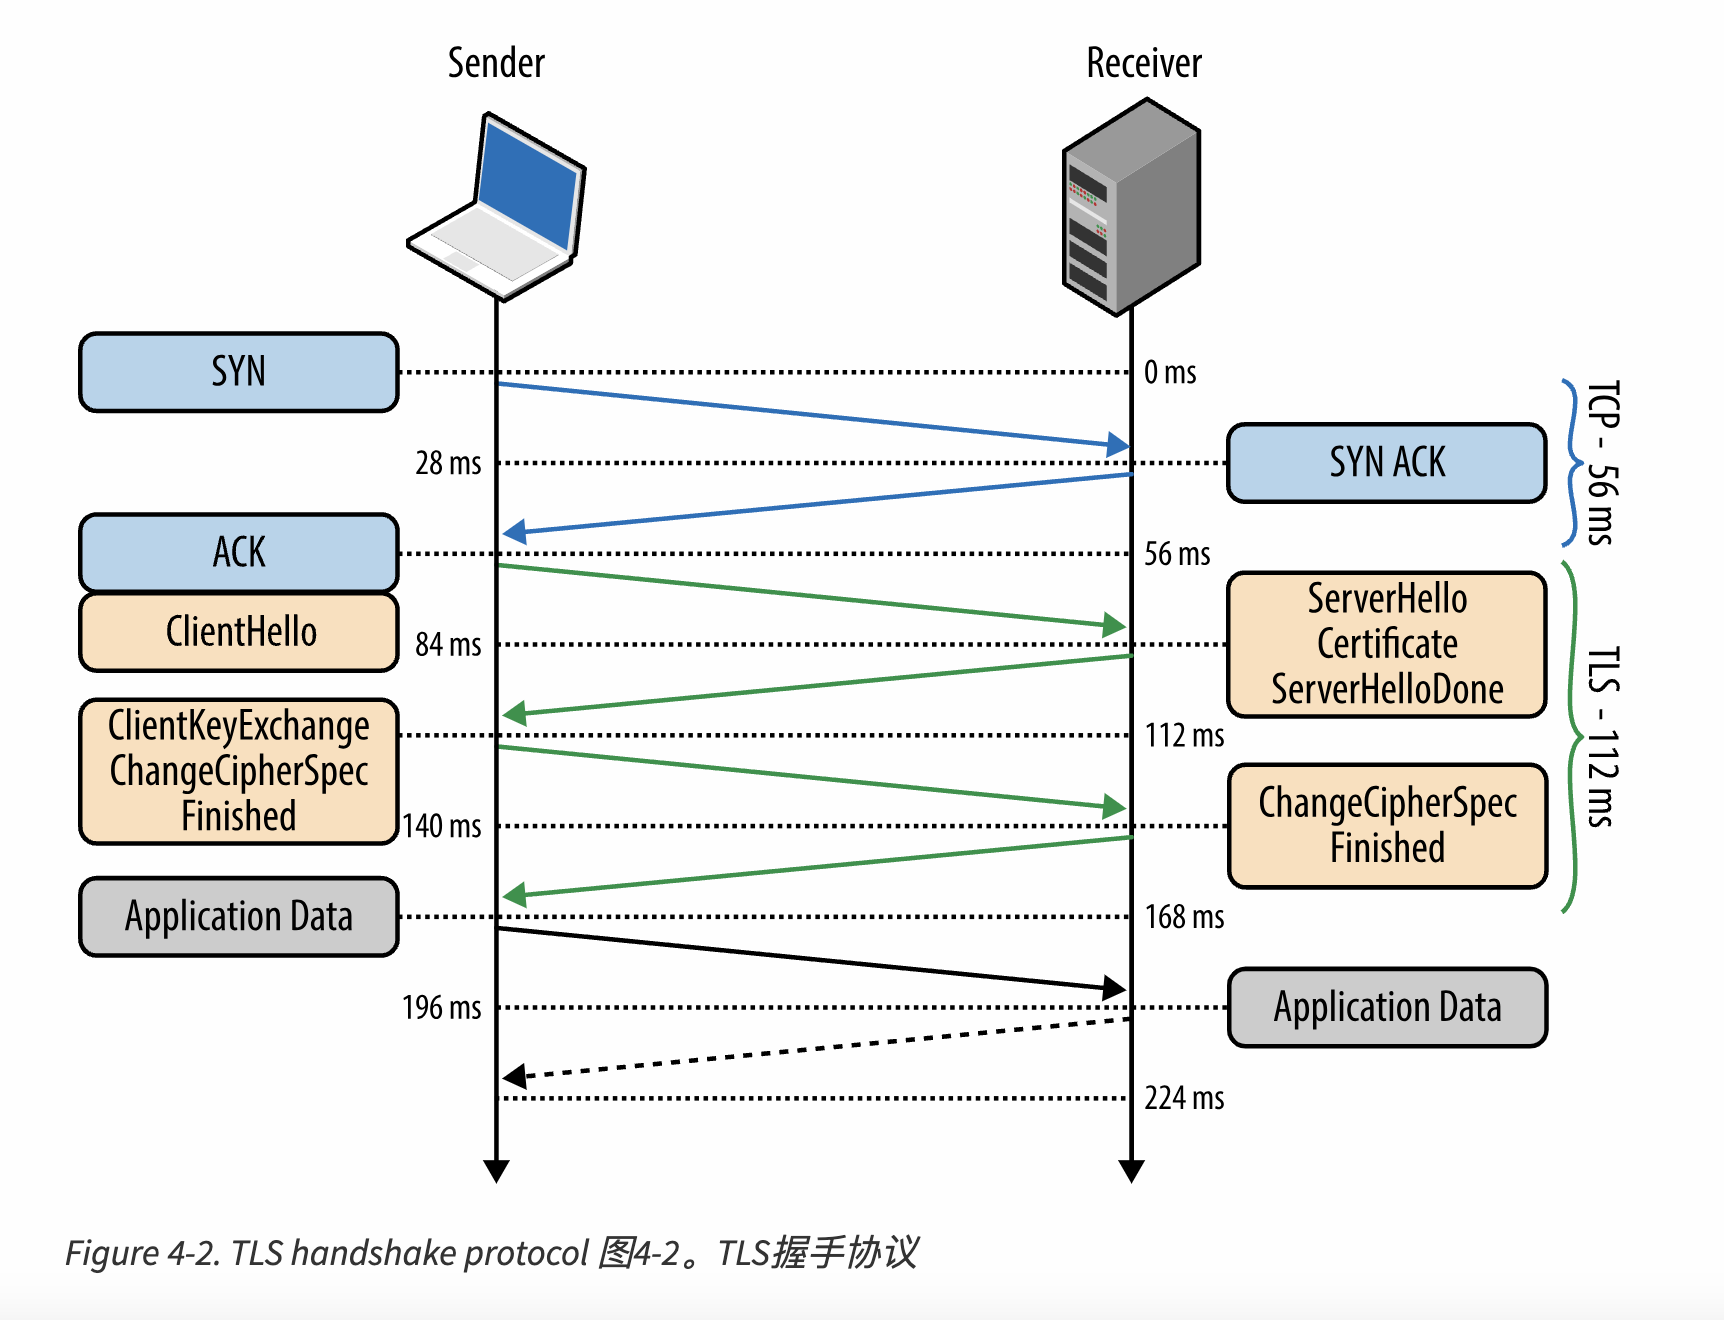 Sender
Receiver
SYN
0 ms
28 ms
SYN ACK
TCP - 56 ms
ACK
56 ms
ClientHello
84 ms
ServerHello
Certificate
ServerHelloDone
TLS - 112 ms
ClientKeyExchange
ChangeCipherSpec
Finished
112 ms
140 ms
ChangeCipherSpec
Finished
Application Data
168 ms
196 ms
Application Data
224 ms
Figure 4-2. TLS handshake protocol 图4-2。TLS握手协议